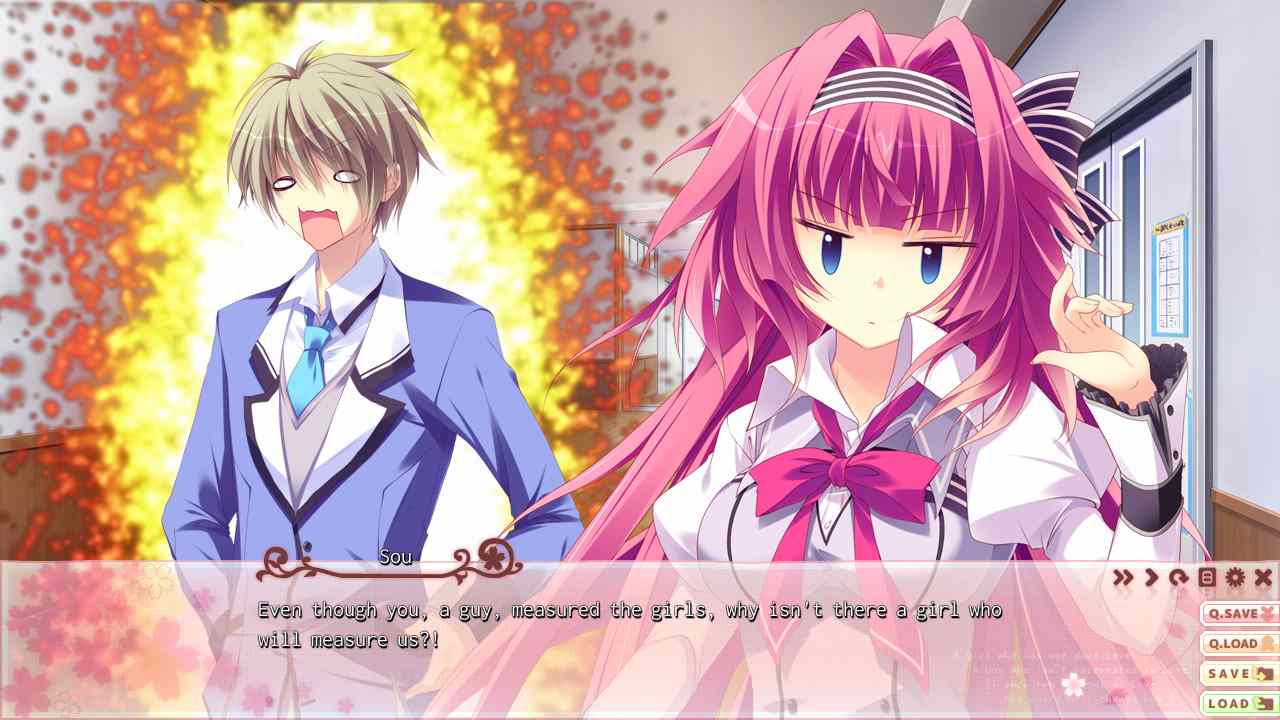 Sou
Even though you, a guy, measured the girls, why isn't there a girl who
will measure us?!
Q.SAVE
Q.LOAD
SAVE
LOAD